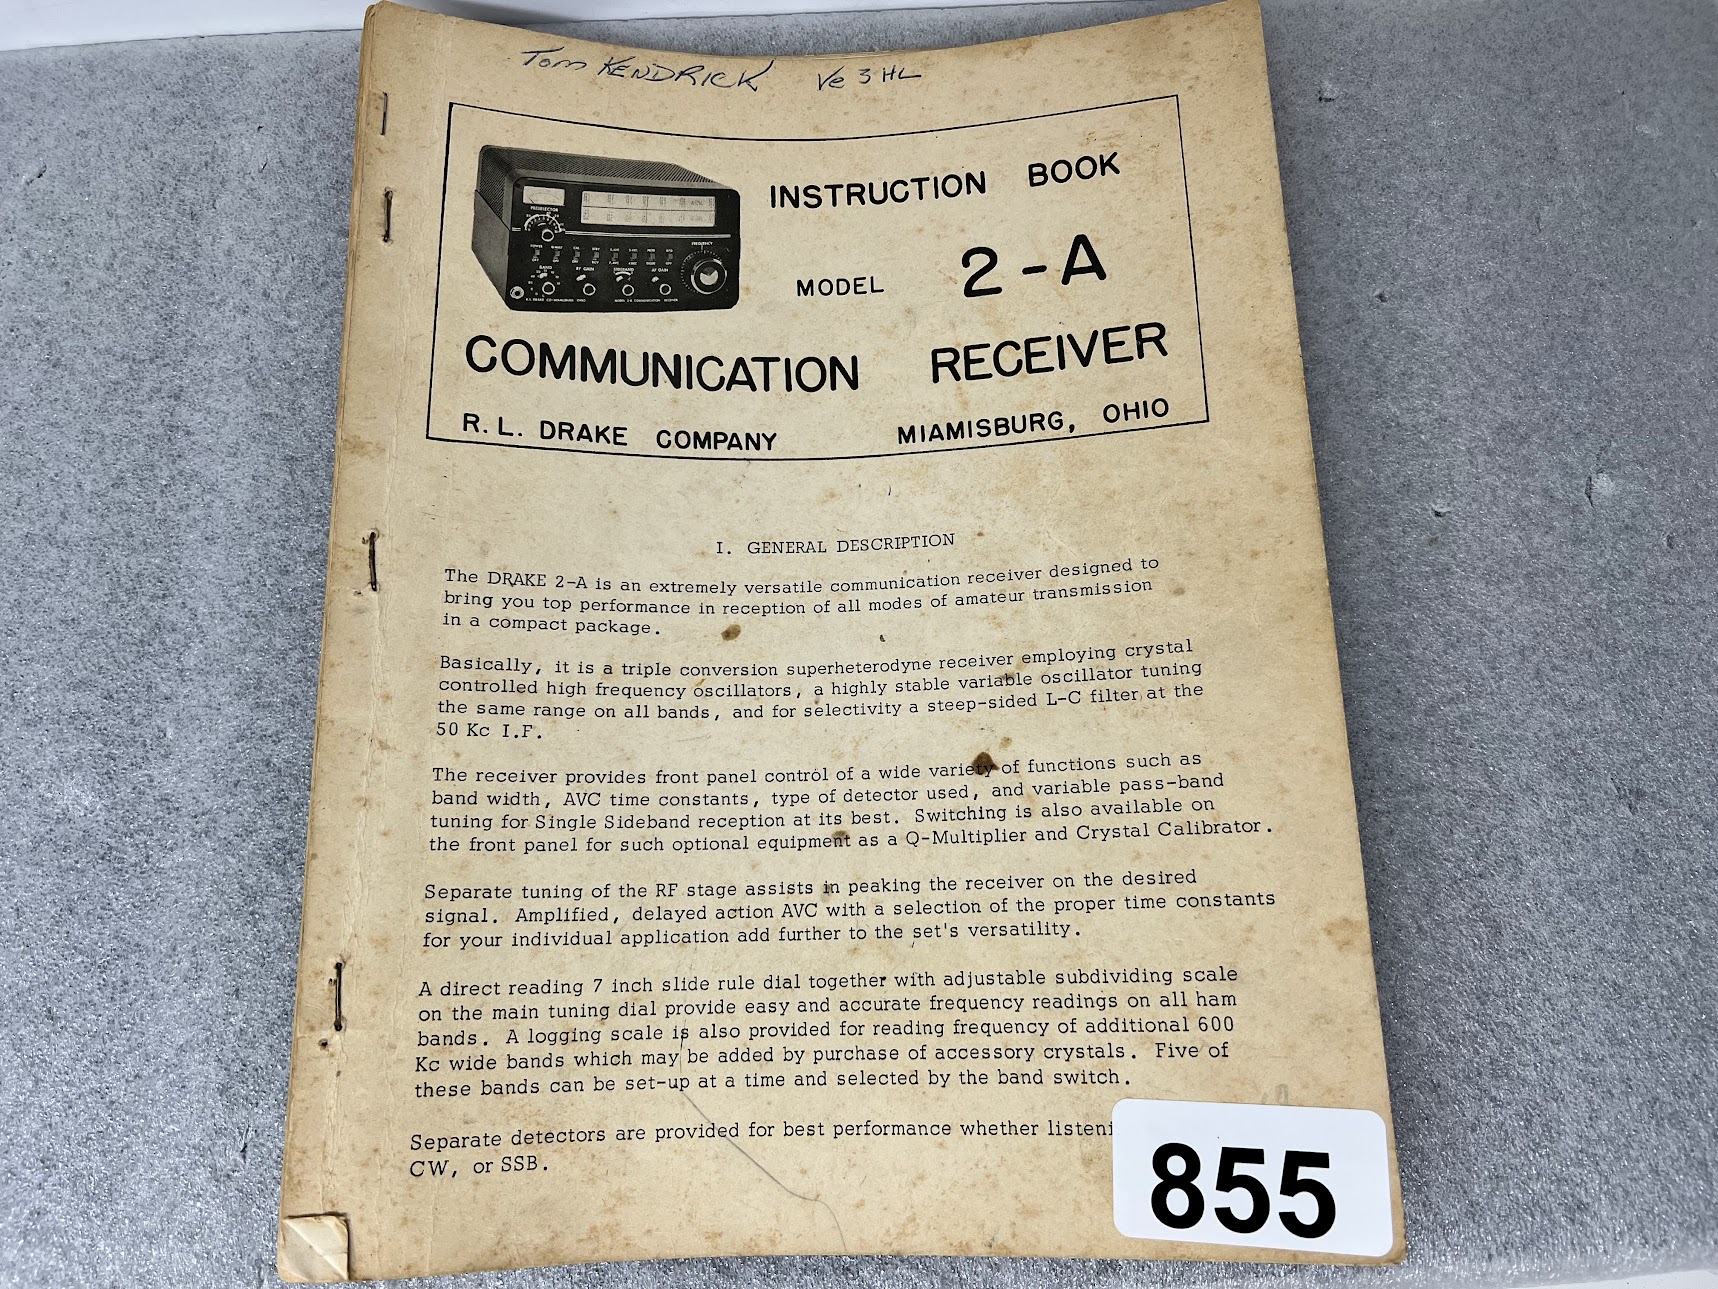 Tom KENDRICK Ve 3 HL
INSTRUCTION BOOK
MODEL 2-A
COMMUNICATION RECEIVER
R. L. DRAKE COMPANY MIAMISBURG, OHIO
I. GENERAL DESCRIPTION
The DRAKE 2-A is an extremely versatile communication receiver designed to
bring you top performance in reception of all modes of amateur transmission
in a compact package.
Basically, it is a triple conversion superheterodyne receiver employing crystal
controlled high frequency oscillators, a highly stable variable oscillator tuning
the same range on all bands, and for selectivity a steep-sided L-C filter at the
50 Kc I.F.
The receiver provides front panel control of a wide variety of functions such as
band width, AVC time constants, type of detector used, and variable pass-band
tuning for Single Sideband reception at its best. Switching is also available on
the front panel for such optional equipment as a Q-Multiplier and Crystal Calibrator.
Separate tuning of the RF stage assists in peaking the receiver on the desired
signal. Amplified, delayed action AVC with a selection of the proper time constants
for your individual application add further to the set's versatility.
A direct reading 7 inch slide rule dial together with adjustable subdividing scale
on the main tuning dial provide easy and accurate frequency readings on all ham
bands. A logging scale is also provided for reading frequency of additional 600
Kc wide bands which may be added by purchase of accessory crystals. Five of
these bands can be set-up at a time and selected by the band switch.
Separate detectors are provided for best performance whether listeni
CW, or SSB.
855